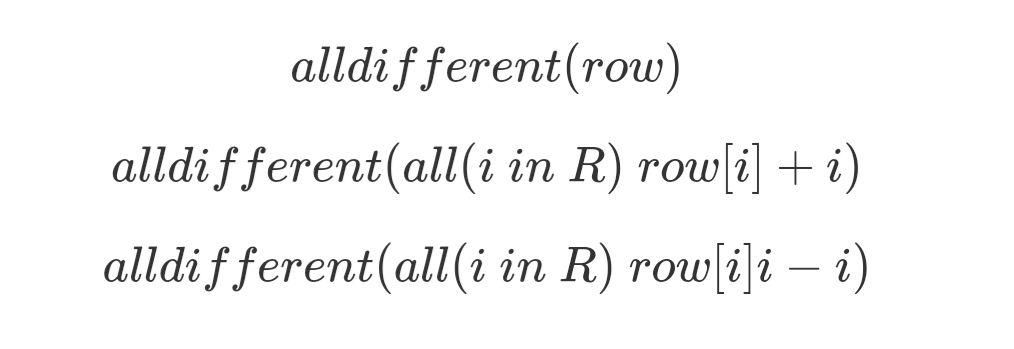 alldifferent(row)
alldifferent(all(i in R) row[i] + i)
alldifferent(all(i in R) row[i]i − i)